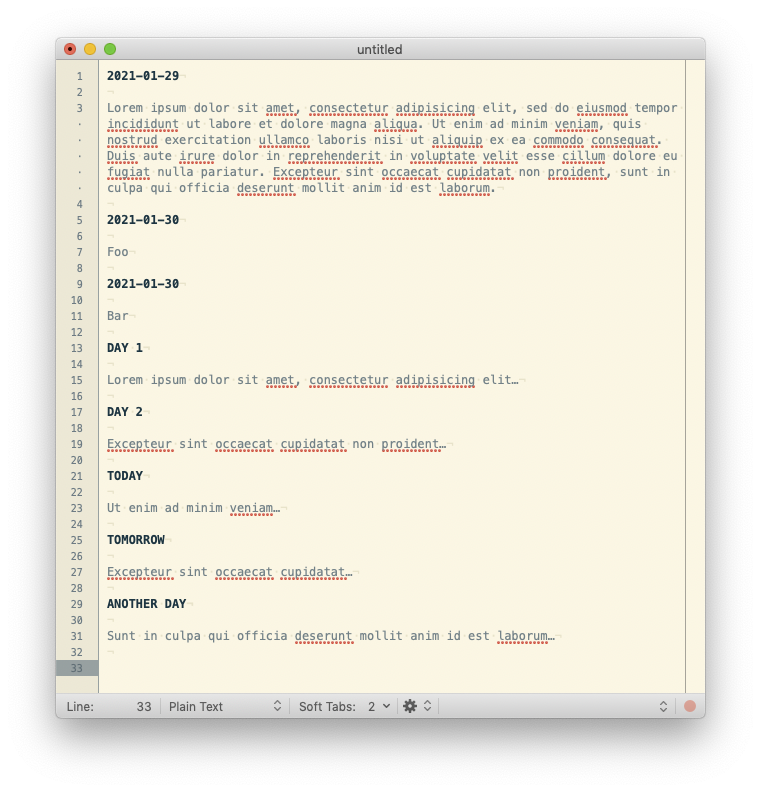 untitled
1 2021-01-29
2
3 Lorem ipsum dolor sit amet, consectetur adipisicing elit, sed do eiusmod tempor
incididunt ut labore et dolore magna aliqua. Ut enim ad minim veniam, quis
nostrud exercitation ullamco laboris nisi ut aliquip ex ea commodo consequat.
Duis aute irure dolor in reprehenderit in voluptate velit esse cillum dolore eu
fugiat nulla pariatur. Excepteur sint occaecat cupidatat non proident, sunt in
culpa qui officia deserunt mollit anim id est laborum.
4
5 2021-01-30
6
7 Foo
8
9 2021-01-30
10
11 Bar
12
13 DAY 1
14
15 Lorem ipsum dolor sit amet, consectetur adipisicing elit…
16
17 DAY 2
18
19 Excepteur sint occaecat cupidatat non proident…
20
21 TODAY
22
23 Ut enim ad minim veniam…
24
25 TOMORROW
26
27 Excepteur sint occaecat cupidatat…
28
29 ANOTHER DAY
30
31 Sunt in culpa qui officia deserunt mollit anim id est laborum…
32
33
Line: 33 Plain Text Soft Tabs: 2